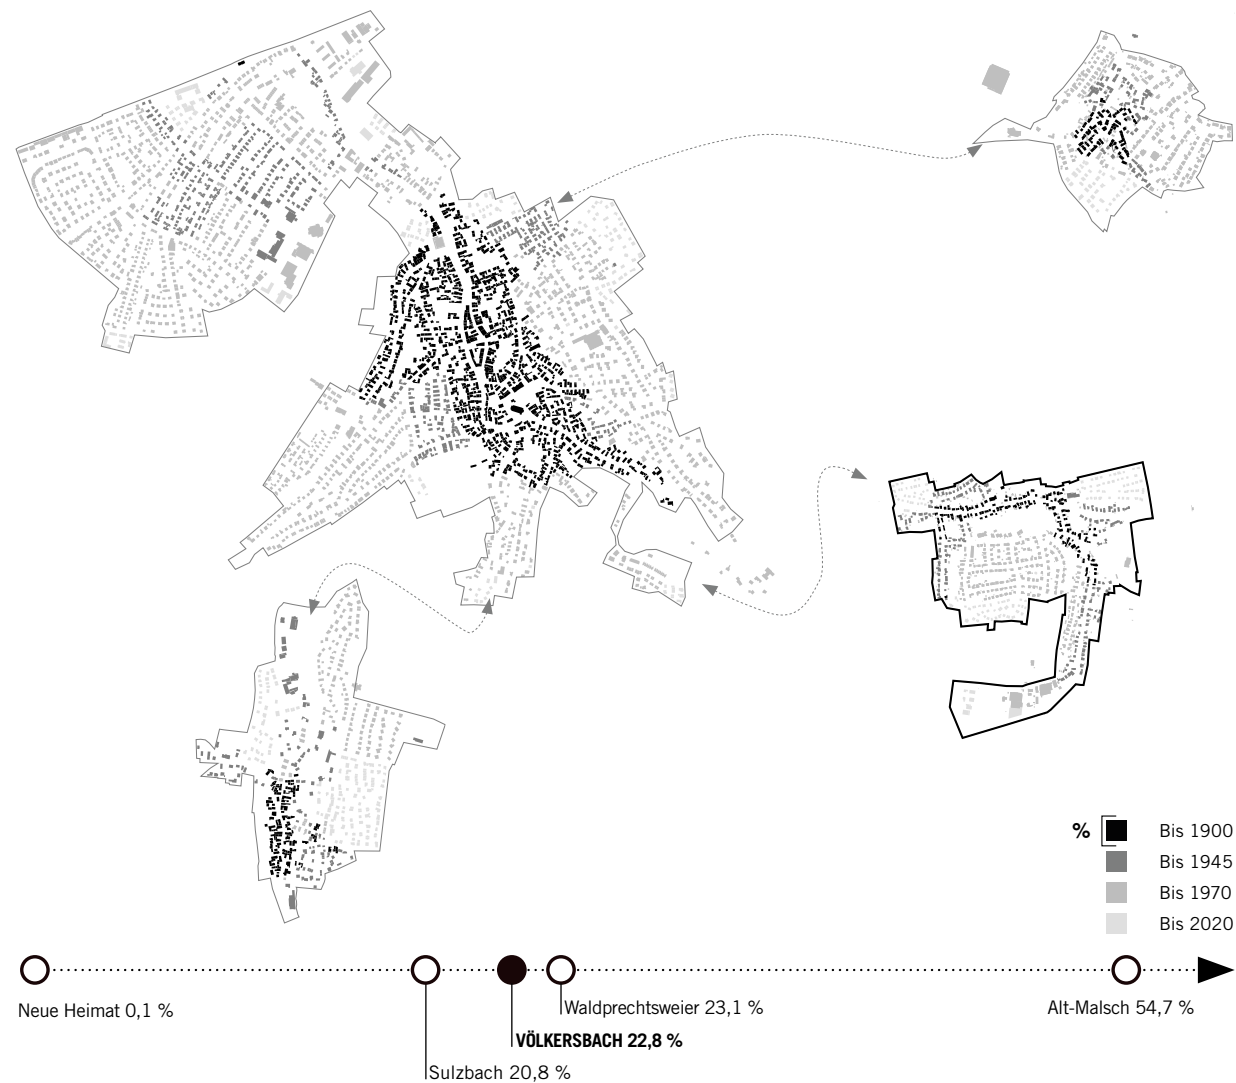 % Bis 1900
Bis 1945
Bis 1970
Bis 2020
Neue Heimat 0,1 %
Waldprechtsweier 23,1 %
Alt-Malsch 54,7 %
VÖLKERSBACH 22,8 %
Sulzbach 20,8 %